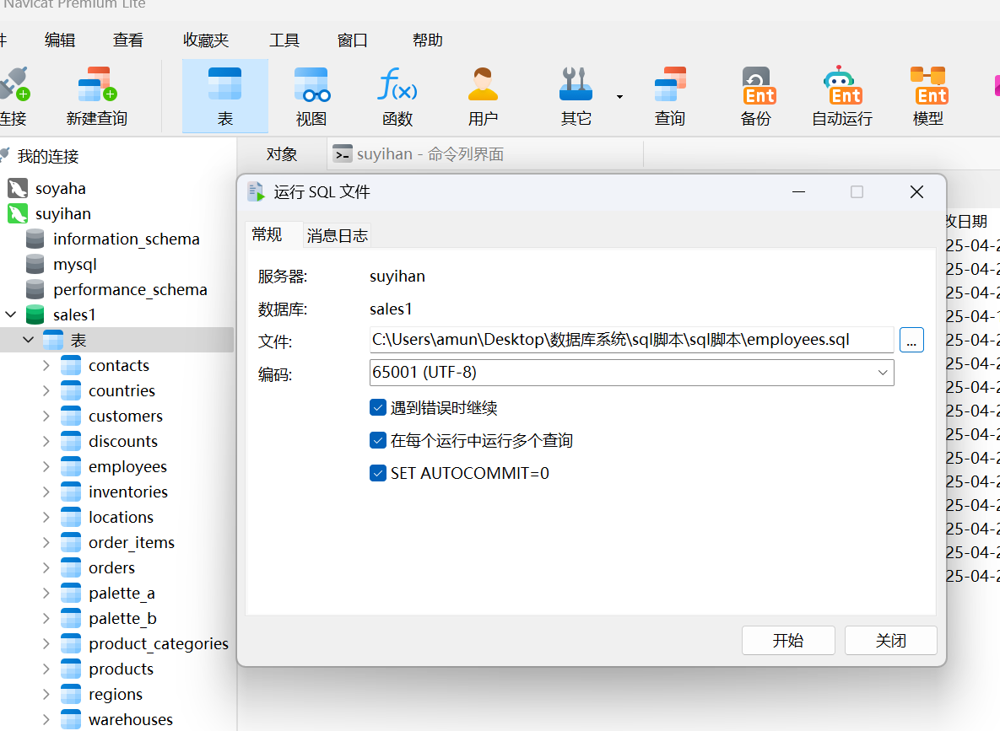 Navicat Premium Lite
件 编辑 查看 收藏夹 工具 窗口 帮助
连接 新建查询 表 视图 函数 用户 其它 查询 备份 自动运行 模型
Ent Ent Ent
我的连接
对象 suyihan - 命令列界面
soyaha
suyihan
information_schema
mysql
performance_schema
sales1
表
contacts
countries
customers
discounts
employees
inventories
locations
order_items
orders
palette_a
palette_b
product_categories
products
regions
warehouses
运行 SQL 文件
常规 消息日志
服务器: suyihan
数据库: sales1
文件: C:\Users\amun\Desktop\数据库系统\sql脚本\sql脚本\employees.sql ...
编码: 65001 (UTF-8)
遇到错误时继续
在每个运行中运行多个查询
SET AUTOCOMMIT=0
开始 关闭
改日期
25-04-2
25-04-2
25-04-2
25-04-1
25-04-2
25-04-2
25-04-2
25-04-2
25-04-2
25-04-2
25-04-2
25-04-2
25-04-2
25-04-2
25-04-2